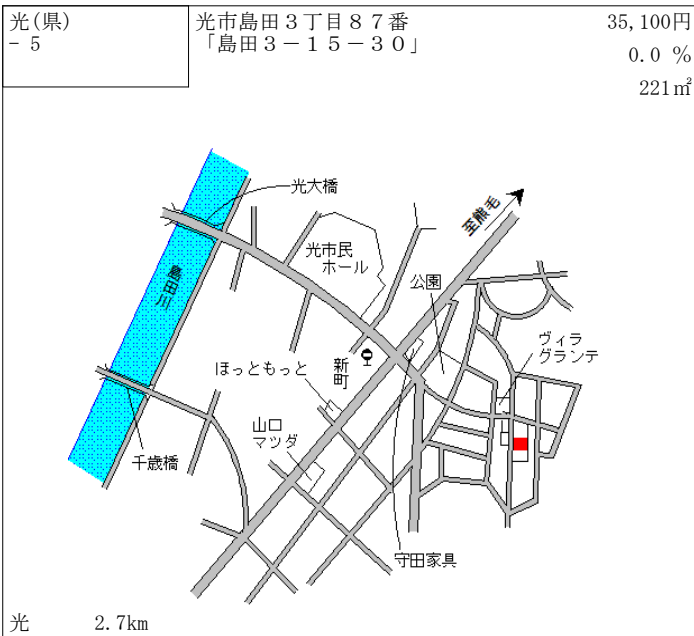 光(県)
－5
光市島田３丁目８７番
「島田３－１５－３０」
35,100円
0.0 %
221㎡
光大橋
至熊毛
光市民
ホール
公園
島田川
ヴィラ
グランテ
新町
ほっともっと
山口
マツダ
千歳橋
守田家具
光 2.7km